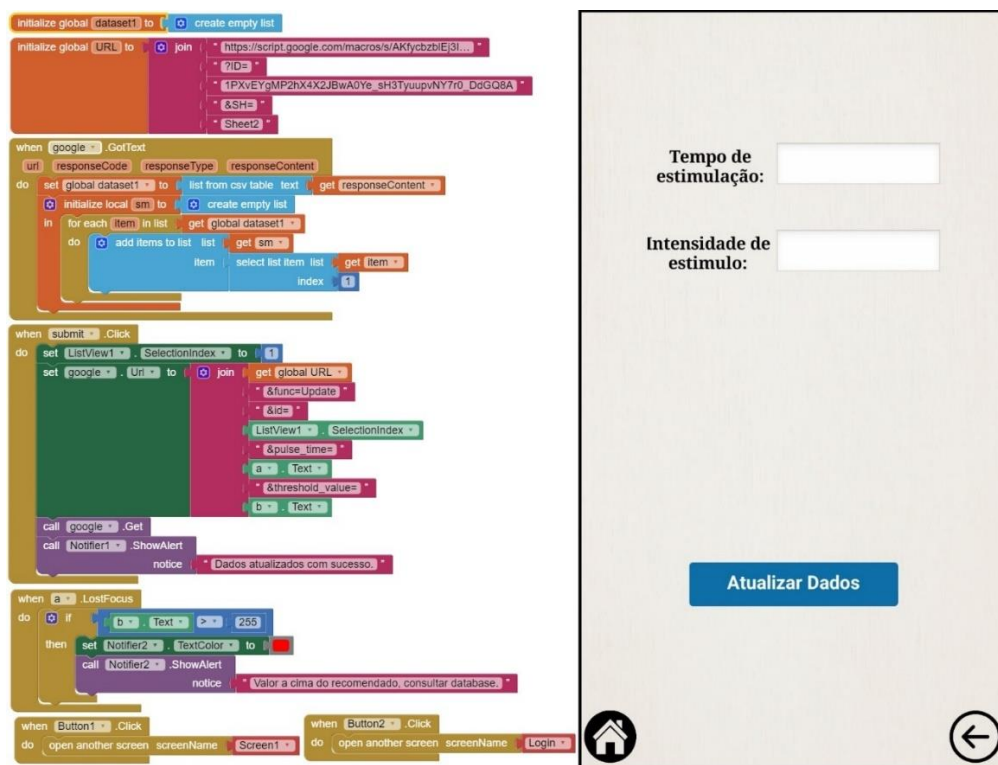 initialize global dataset1 to create empty list
initialize global URL to join " https://script.google.com/macros/s/AKfycbzblEj3l... "
" ?ID= "
" 1PXvEYgMP2hX4X2JBwA0Ye_sH3TyuupvNY7r0_DdGQ8A "
" &SH= "
" Sheet2 "
when google .GotText
url responseCode responseType responseContent
do set global dataset1 to list from csv table text get responseContent
initialize local sm to create empty list
in for each item in list get global dataset1
do add items to list list get sm
item select list item list get item
index 1
when submit .Click
do set ListView1 . SelectionIndex to 1
set google . Url to join get global URL
" &func=Update "
" &id= "
ListView1 . SelectionIndex
" &pulse_time= "
a . Text
" &threshold_value= "
b . Text
call google .Get
call Notifier1 .ShowAlert
notice " Dados atualizados com sucesso. "
when a .LostFocus
do if b . Text > 255
then set Notifier2 . TextColor to
call Notifier2 .ShowAlert
notice " Valor a cima do recomendado, consultar database. "
when Button1 .Click
do open another screen screenName Screen1
when Button2 .Click
do open another screen screenName Login
Tempo de
estimulação:
Intensidade de
estimulo:
Atualizar Dados